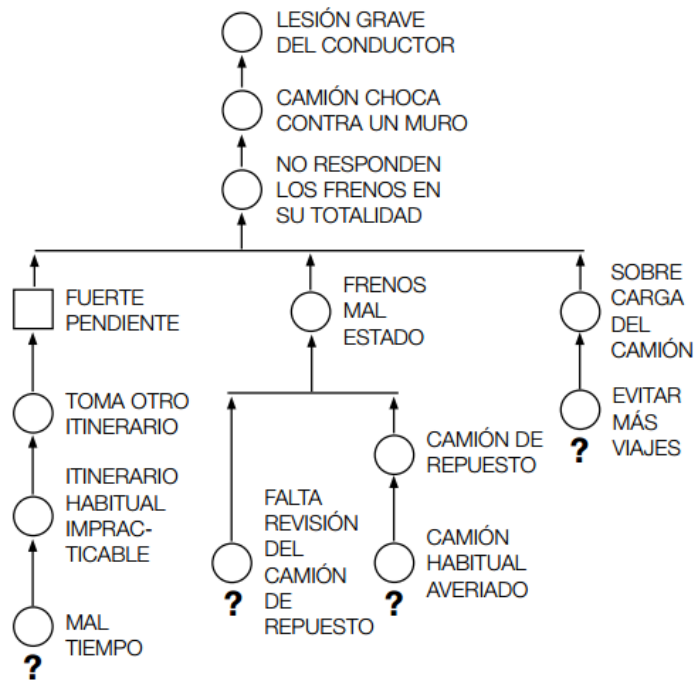 LESIÓN GRAVE
DEL CONDUCTOR
CAMIÓN CHOCA
CONTRA UN MURO
NO RESPONDEN
LOS FRENOS EN
SU TOTALIDAD
FUERTE
PENDIENTE
TOMA OTRO
ITINERARIO
ITINERARIO
HABITUAL
IMPRAC-
TICABLE
MAL
TIEMPO
?
FRENOS
MAL
ESTADO
FALTA
REVISIÓN
DEL
CAMIÓN
DE
REPUESTO
?
CAMIÓN DE
REPUESTO
CAMIÓN
HABITUAL
AVERIADO
?
SOBRE
CARGA
DEL
CAMIÓN
EVITAR
MÁS
VIAJES
?